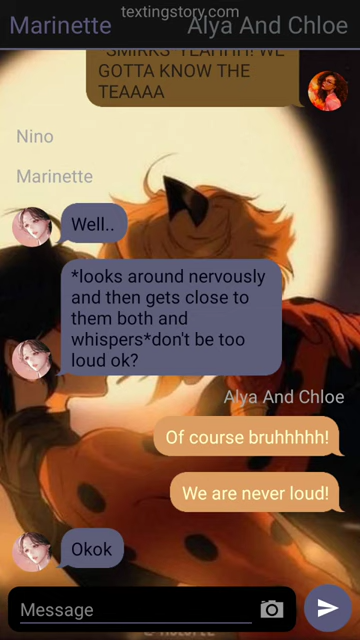 textingstory.com
Marinette
Alya And Chloe
*SMIRKS* YEAHHH! WE
GOTTA KNOW THE
TEAAAA
Nino
Marinette
Well..
*looks around nervously
and then gets close to
them both and
whispers*don't be too
loud ok?
Alya And Chloe
Of course bruhhhhh!
We are never loud!
Okok
Message